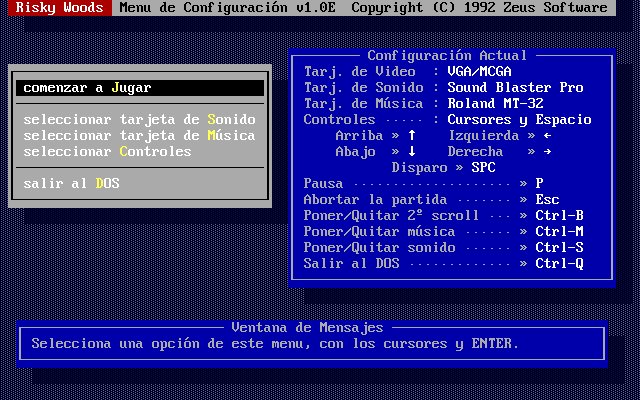 Risky Woods Menu de Configuración v1.0E Copyright (C) 1992 Zeus Software
comenzar a Jugar
seleccionar tarjeta de Sonido
seleccionar tarjeta de Música
seleccionar Controles
salir al DOS
Configuración Actual
Tarj. de Video : VGA/MCGA
Tarj. de Sonido : Sound Blaster Pro
Tarj. de Música : Roland MT-32
Controles ····· : Cursores y Espacio
Arriba » ↑ Izquierda » ←
Abajo » ↓ Derecha » →
Disparo » SPC
Pausa ··················· » P
Abortar la partida ······ » Esc
Poner/Quitar 2º scroll ··· » Ctrl-B
Poner/Quitar música ····· » Ctrl-M
Poner/Quitar sonido ····· » Ctrl-S
Salir al DOS ············ » Ctrl-Q
Ventana de Mensajes
Selecciona una opción de este menu, con los cursores y ENTER.